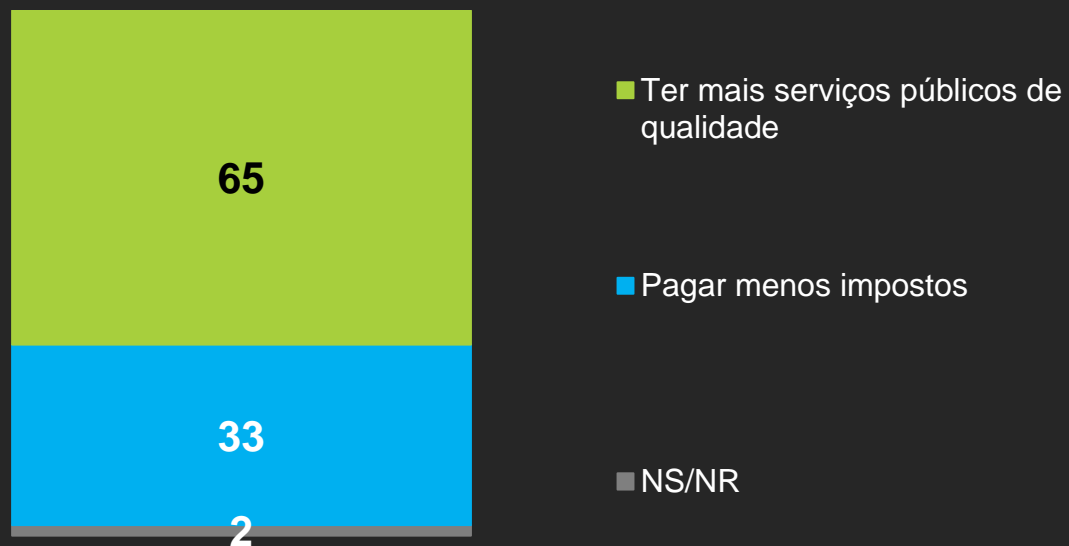 65
33
2
Ter mais serviços públicos de
qualidade
Pagar menos impostos
NS/NR